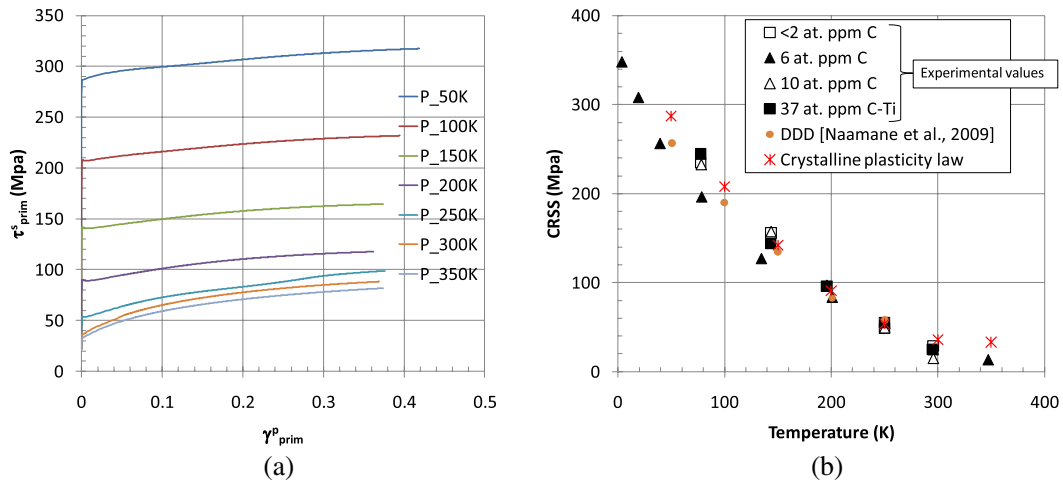 400
350
300
250
200
150
100
50
0
τˢprim (Mpa)
0
0.1
0.2
0.3
0.4
0.5
γᵖprim
P_50K
P_100K
P_150K
P_200K
P_250K
P_300K
P_350K
(a)
400
300
200
100
0
CRSS (Mpa)
0
100
200
300
400
Temperature (K)
<2 at. ppm C
6 at. ppm C
10 at. ppm C
37 at. ppm C-Ti
Experimental values
DDD [Naamane et al., 2009]
Crystalline plasticity law
(b)